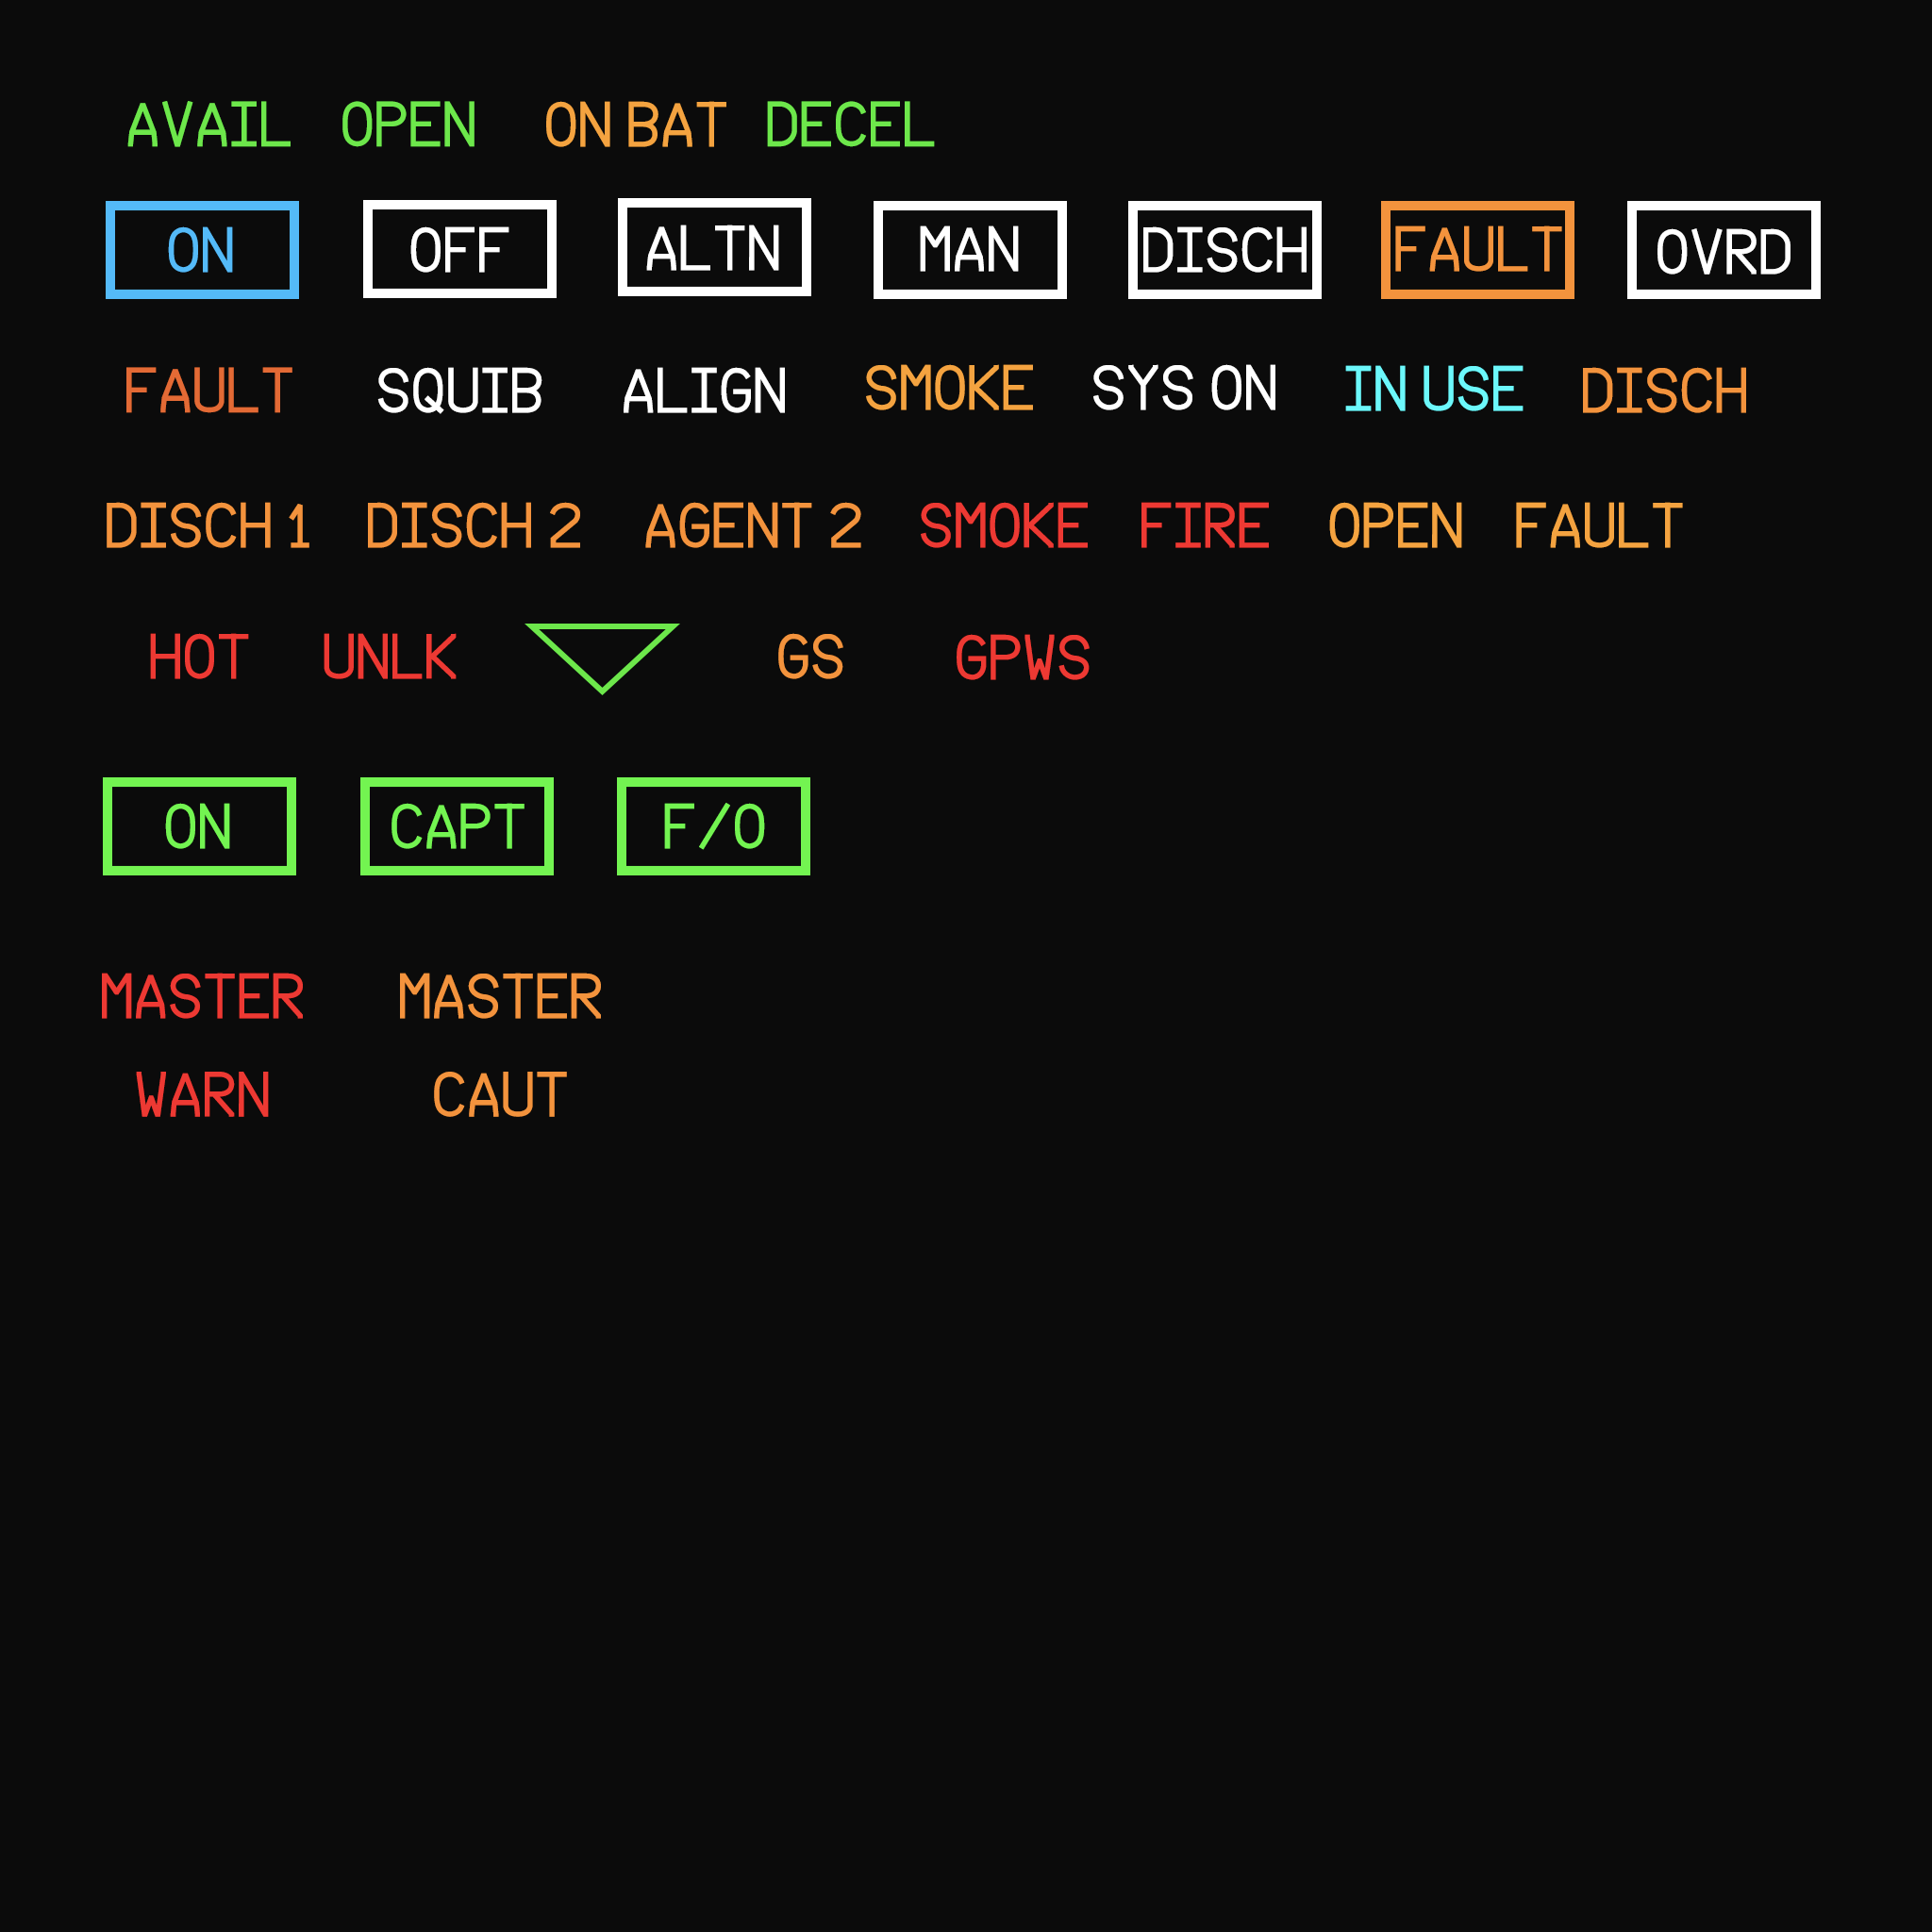 AVAIL OPEN ON BAT DECEL
ON OFF ALTN MAN DISCH FAULT OVRD
FAULT SQUIB ALIGN SMOKE SYS ON IN USE DISCH
DISCH 1 DISCH 2 AGENT 2 SMOKE FIRE OPEN FAULT
HOT UNLK GS GPWS
ON CAPT F/O
MASTER MASTER
WARN CAUT